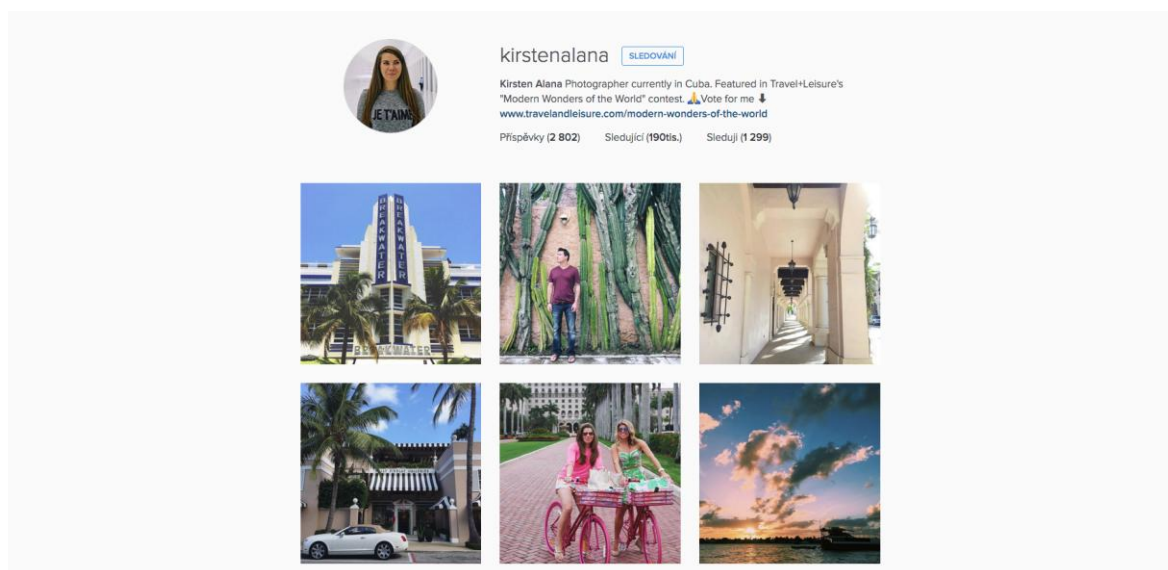 kirstenalana SLEDOVÁNÍ
Kirsten Alana Photographer currently in Cuba. Featured in Travel+Leisure's
"Modern Wonders of the World" contest. 🙏Vote for me ⬇
www.travelandleisure.com/modern-wonders-of-the-world
Příspěvky (2 802) Sledující (190tis.) Sleduji (1 299)
JE T'AIME
BREAKWATER BREAKWATER
BREAKWATER